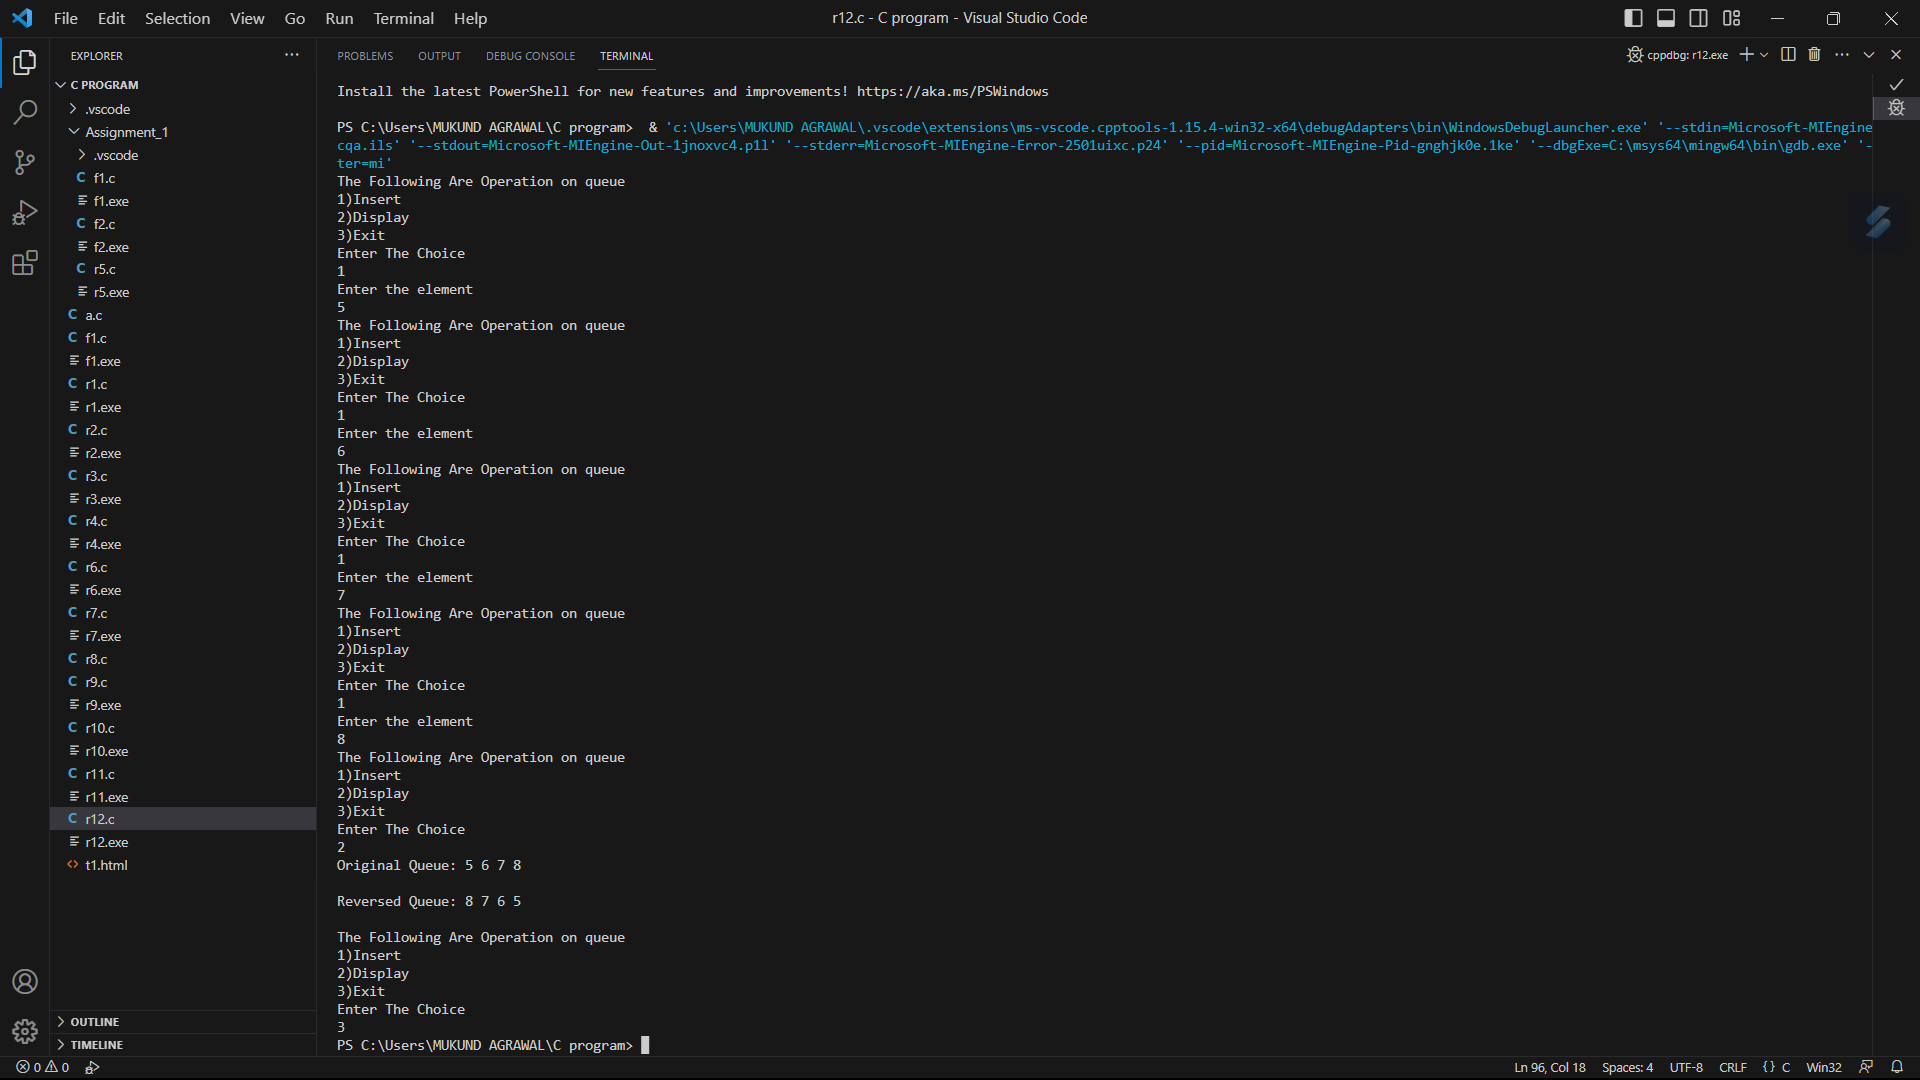 File Edit Selection View Go Run Terminal Help r12.c - C program - Visual Studio Code
EXPLORER
C PROGRAM
.vscode
Assignment_1
.vscode
f1.c
f1.exe
f2.c
f2.exe
r5.c
r5.exe
a.c
f1.c
f1.exe
r1.c
r1.exe
r2.c
r2.exe
r3.c
r3.exe
r4.c
r4.exe
r6.c
r6.exe
r7.c
r7.exe
r8.c
r9.c
r9.exe
r10.c
r10.exe
r11.c
r11.exe
r12.c
r12.exe
t1.html
OUTLINE
TIMELINE
PROBLEMS OUTPUT DEBUG CONSOLE TERMINAL cppdbg: r12.exe
Install the latest PowerShell for new features and improvements! https://aka.ms/PSWindows
PS C:\Users\MUKUND AGRAWAL\C program>  & 'c:\Users\MUKUND AGRAWAL\.vscode\extensions\ms-vscode.cpptools-1.15.4-win32-x64\debugAdapters\bin\WindowsDebugLauncher.exe' '--stdin=Microsoft-MIEngine
cqa.ils' '--stdout=Microsoft-MIEngine-Out-1jnoxvc4.p1l' '--stderr=Microsoft-MIEngine-Error-2501uixc.p24' '--pid=Microsoft-MIEngine-Pid-gnghjk0e.1ke' '--dbgExe=C:\msys64\mingw64\bin\gdb.exe' '-
ter=mi'
The Following Are Operation on queue
1)Insert
2)Display
3)Exit
Enter The Choice
1
Enter the element
5
The Following Are Operation on queue
1)Insert
2)Display
3)Exit
Enter The Choice
1
Enter the element
6
The Following Are Operation on queue
1)Insert
2)Display
3)Exit
Enter The Choice
1
Enter the element
7
The Following Are Operation on queue
1)Insert
2)Display
3)Exit
Enter The Choice
1
Enter the element
8
The Following Are Operation on queue
1)Insert
2)Display
3)Exit
Enter The Choice
2
Original Queue: 5 6 7 8
Reversed Queue: 8 7 6 5
The Following Are Operation on queue
1)Insert
2)Display
3)Exit
Enter The Choice
3
PS C:\Users\MUKUND AGRAWAL\C program>
0 0 Ln 96, Col 18 Spaces: 4 UTF-8 CRLF {} C Win32